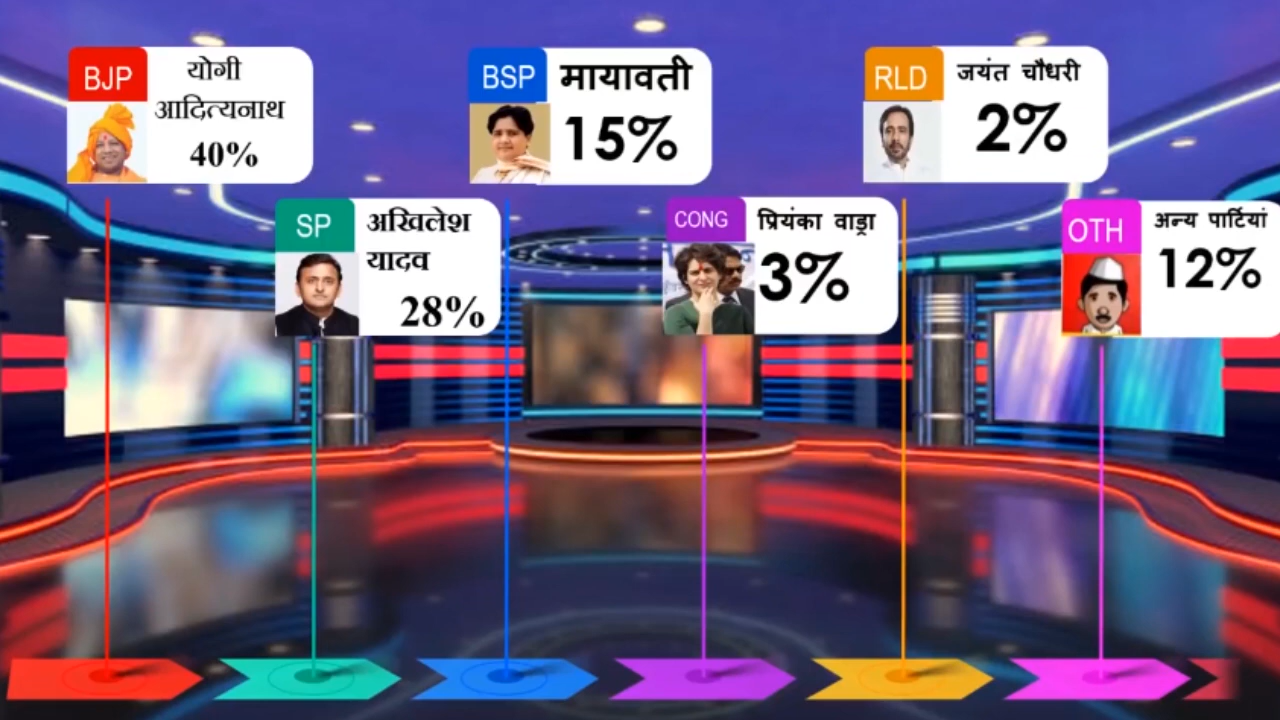 BJP
योगी
आदित्यनाथ
40%
SP
अखिलेश
यादव
28%
BSP
मायावती
15%
CONG
प्रियंका वाड्रा
3%
RLD
जयंत चौधरी
2%
OTH
अन्य पार्टियां
12%